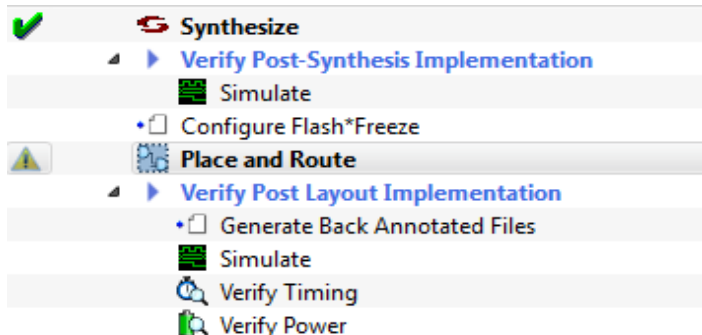 Synthesize
Verify Post-Synthesis Implementation
Simulate
Configure Flash*Freeze
Place and Route
Verify Post Layout Implementation
Generate Back Annotated Files
Simulate
Verify Timing
Verify Power